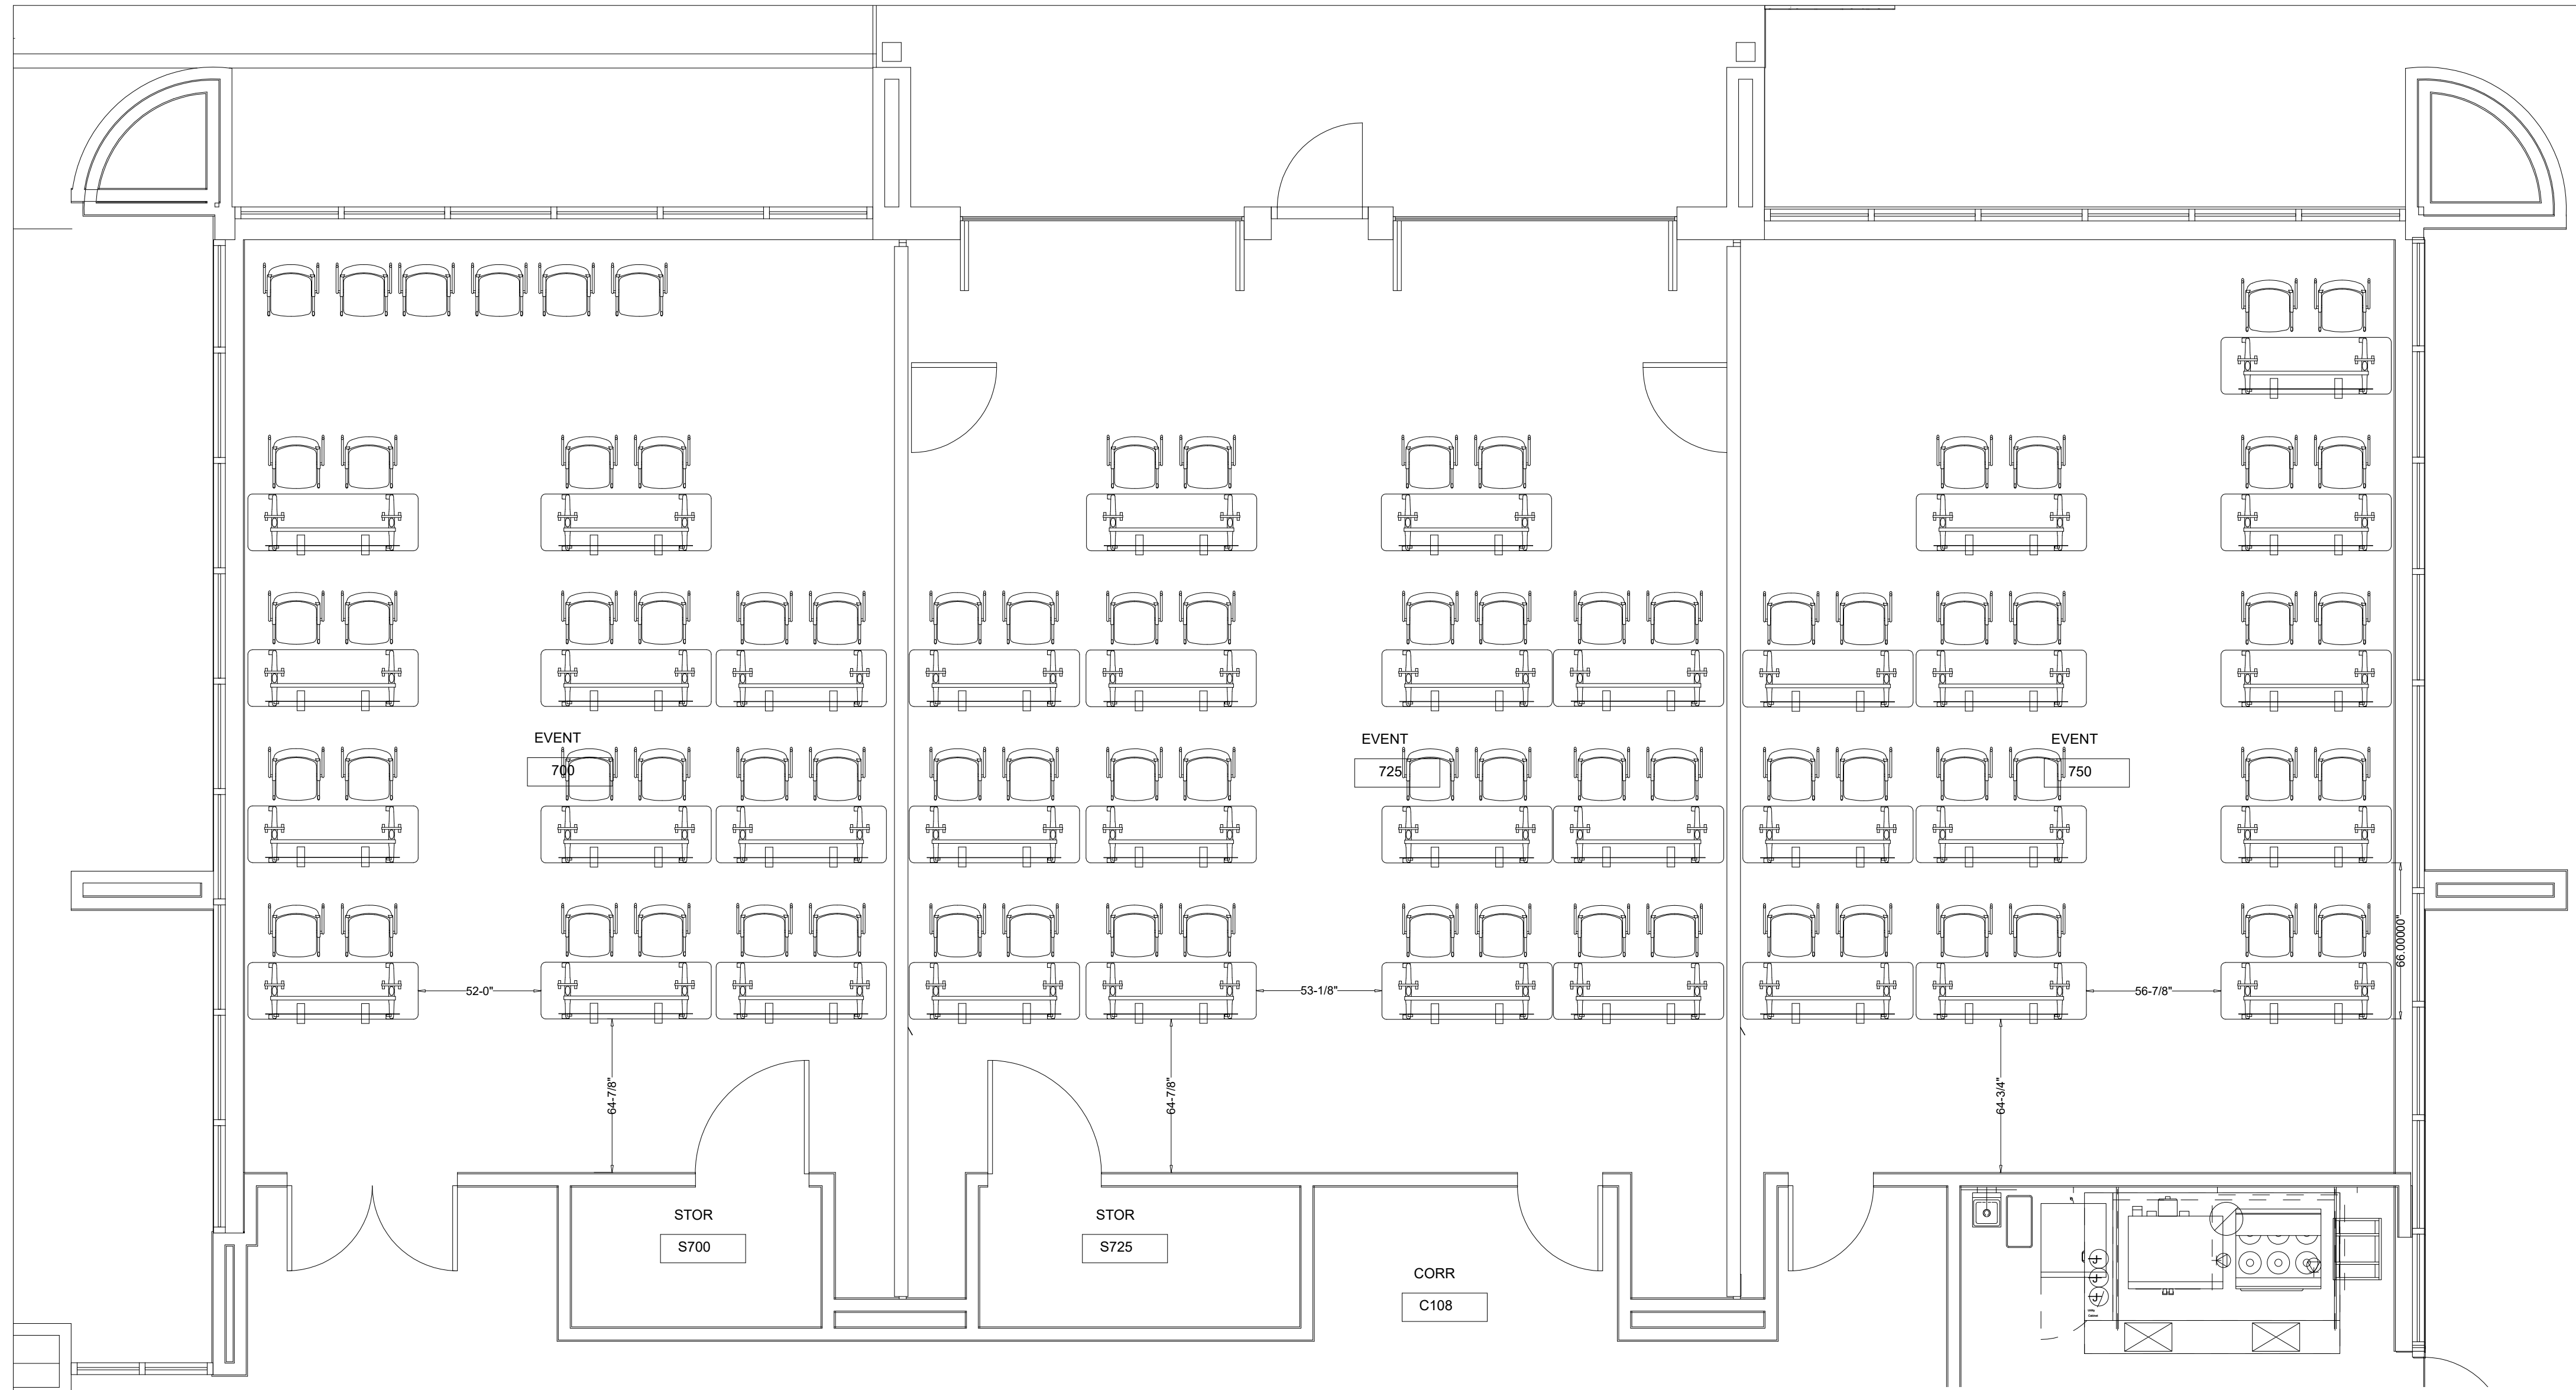 EVENT
700
EVENT
725
EVENT
750
66.00000"
52-0"
53-1/8"
56-7/8"
64-7/8"
64-7/8"
64-3/4"
STOR
S700
STOR
S725
CORR
C108